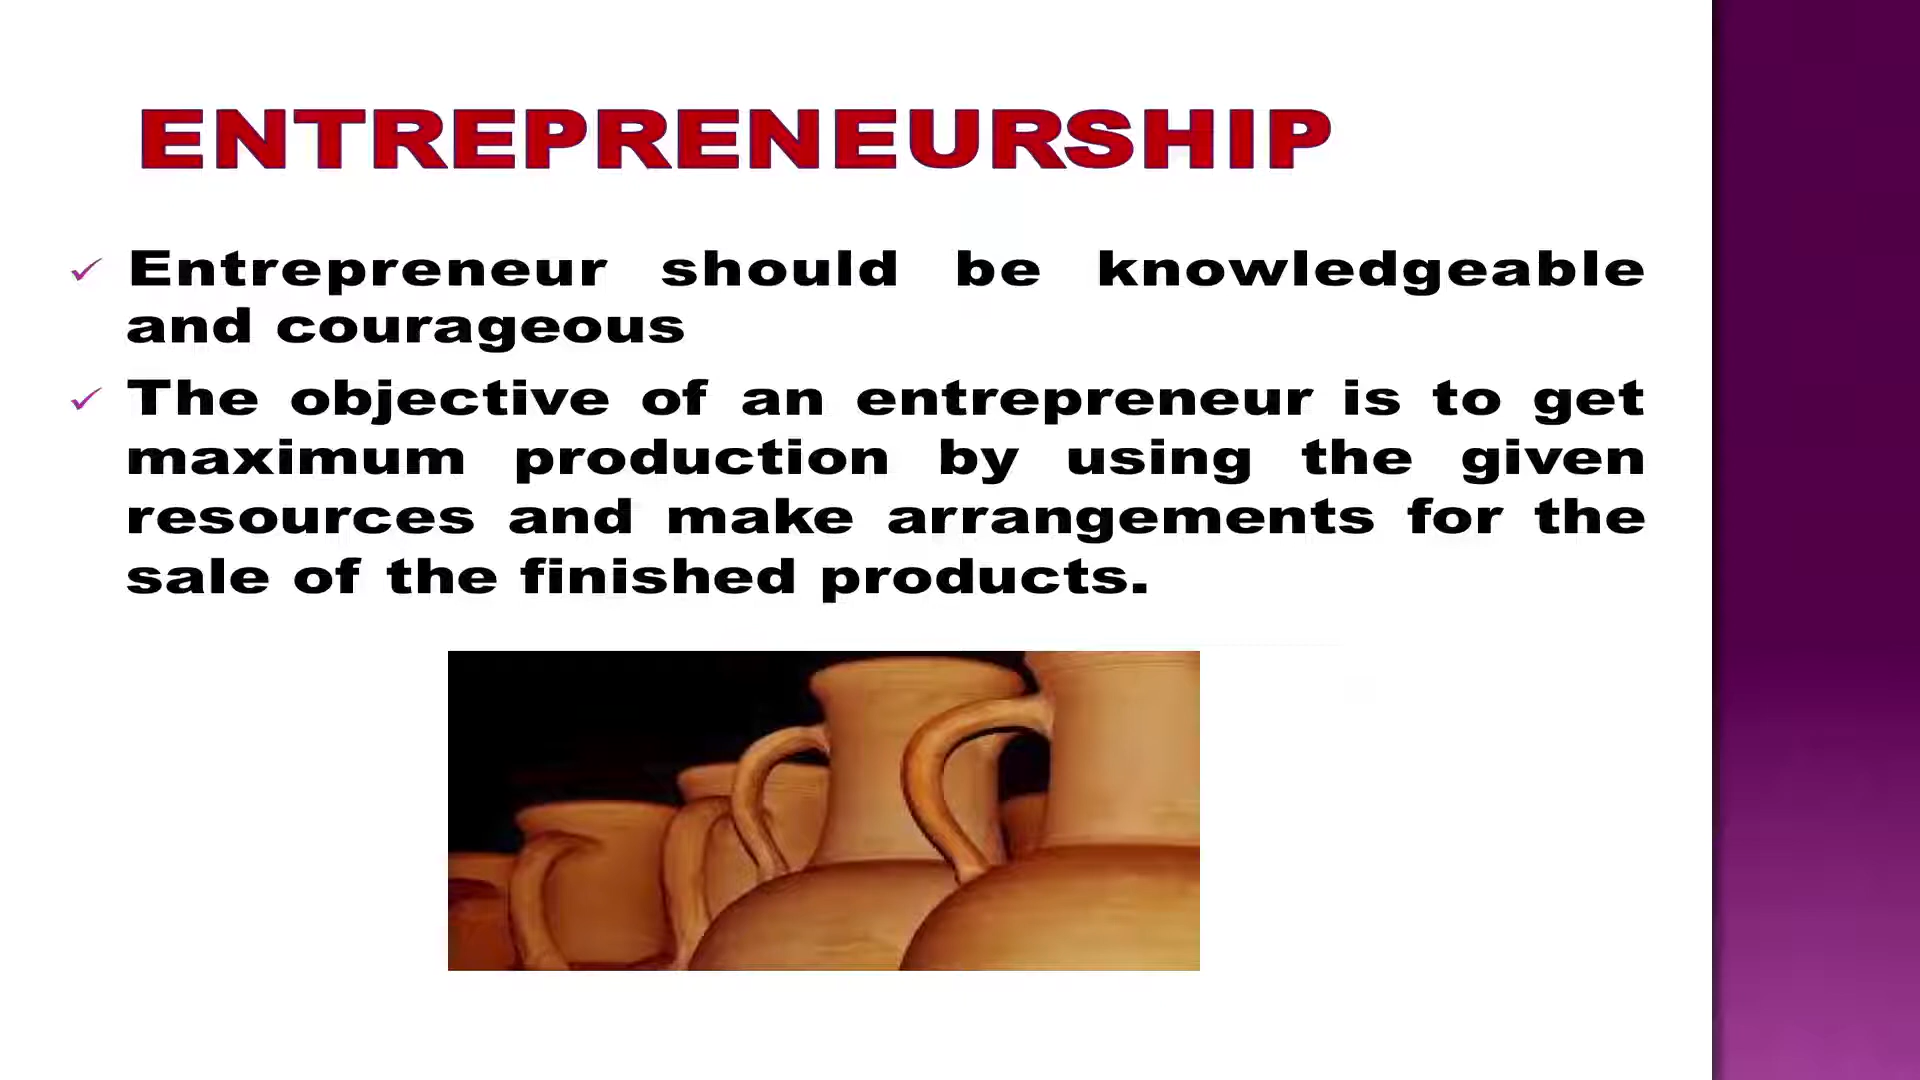 ENTREPRENEURSHIP
Entrepreneur should be knowledgeable
and courageous
The objective of an entrepreneur is to get
maximum production by using the given
resources and make arrangements for the
sale of the finished products.